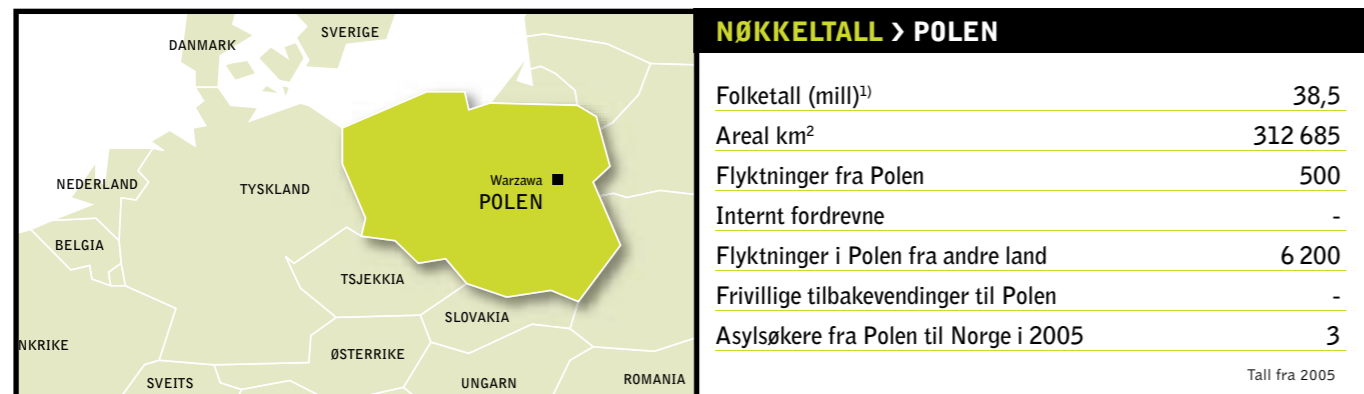 SVERIGE
DANMARK
NEDERLAND
TYSKLAND
Warzawa
POLEN
BELGIA
TSJEKKIA
SLOVAKIA
NKRIKE
ØSTERRIKE
SVEITS
UNGARN
ROMANIA
NØKKELTALL > POLEN
Folketall (mill)1) 38,5
Areal km² 312 685
Flyktninger fra Polen 500
Internt fordrevne -
Flyktninger i Polen fra andre land 6 200
Frivillige tilbakevendinger til Polen -
Asylsøkere fra Polen til Norge i 2005 3
Tall fra 2005